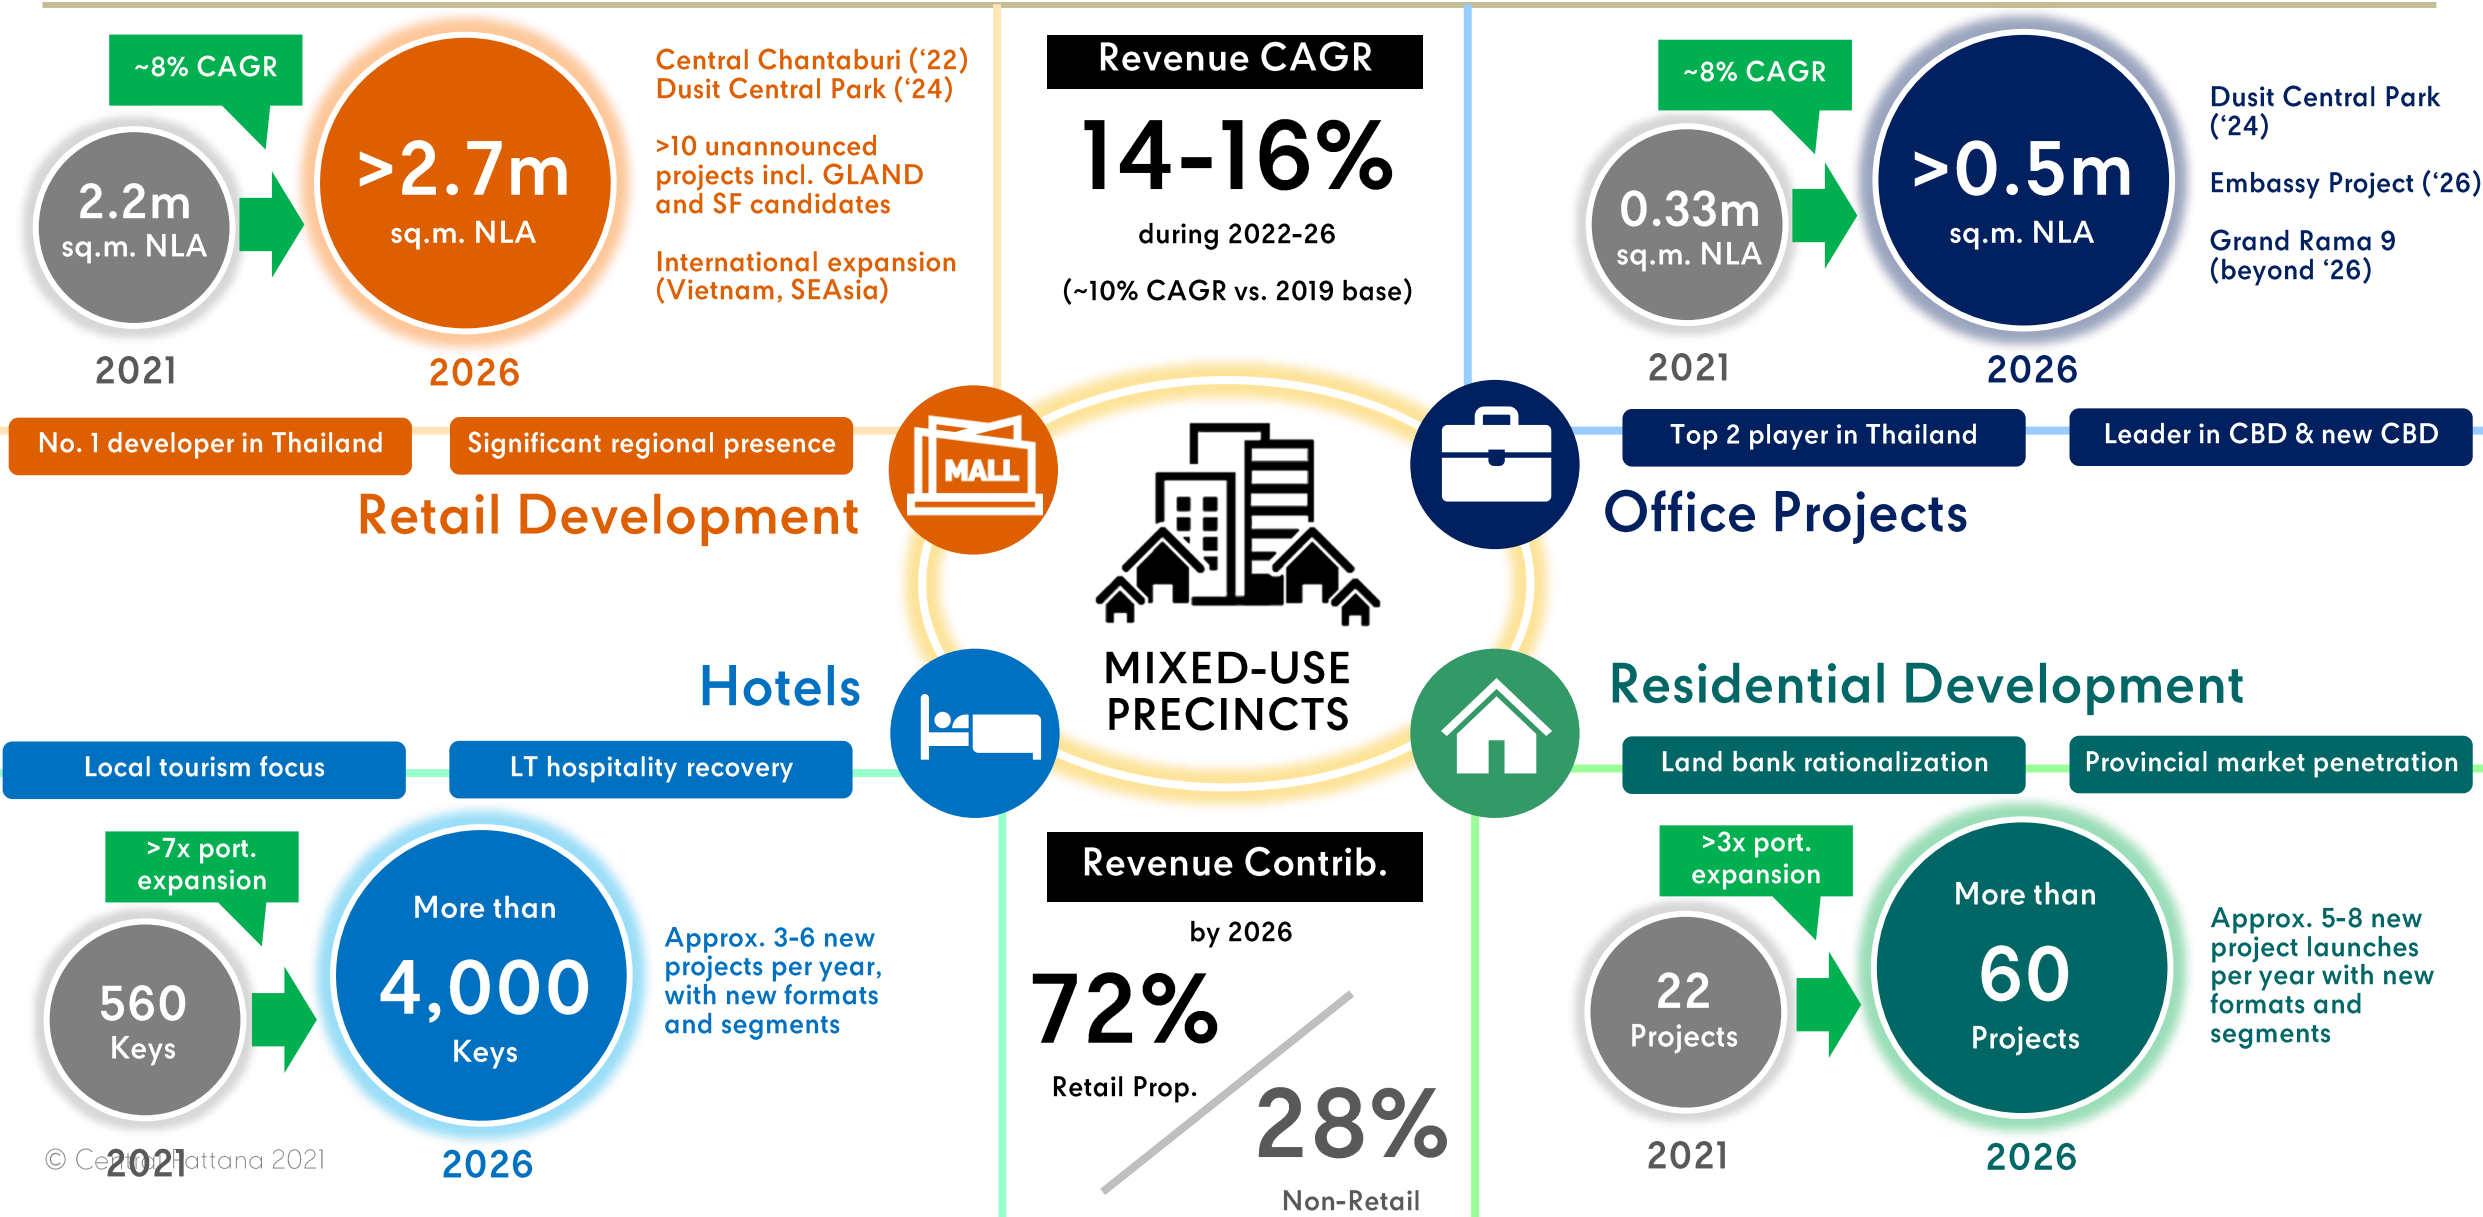 ~8% CAGR
2.2m
sq.m. NLA
2021
>2.7m
sq.m. NLA
2026
Central Chantaburi (‘22)
Dusit Central Park (‘24)
>10 unannounced
projects incl. GLAND
and SF candidates
International expansion
(Vietnam, SEAsia)
No. 1 developer in Thailand
Significant regional presence
Retail Development
MALL
Revenue CAGR
14-16%
during 2022-26
(~10% CAGR vs. 2019 base)
~8% CAGR
0.33m
sq.m. NLA
2021
>0.5m
sq.m. NLA
2026
Dusit Central Park
(‘24)
Embassy Project (‘26)
Grand Rama 9
(beyond ‘26)
Top 2 player in Thailand
Leader in CBD & new CBD
Office Projects
MIXED-USE
PRECINCTS
Hotels
Local tourism focus
LT hospitality recovery
>7x port.
expansion
560
Keys
2021
More than
4,000
Keys
2026
Approx. 3-6 new
projects per year,
with new formats
and segments
Revenue Contrib.
by 2026
72%
Retail Prop.
28%
Non-Retail
Residential Development
Land bank rationalization
Provincial market penetration
>3x port.
expansion
22
Projects
2021
More than
60
Projects
2026
Approx. 5-8 new
project launches
per year with new
formats and
segments
© Central Pattana 2021